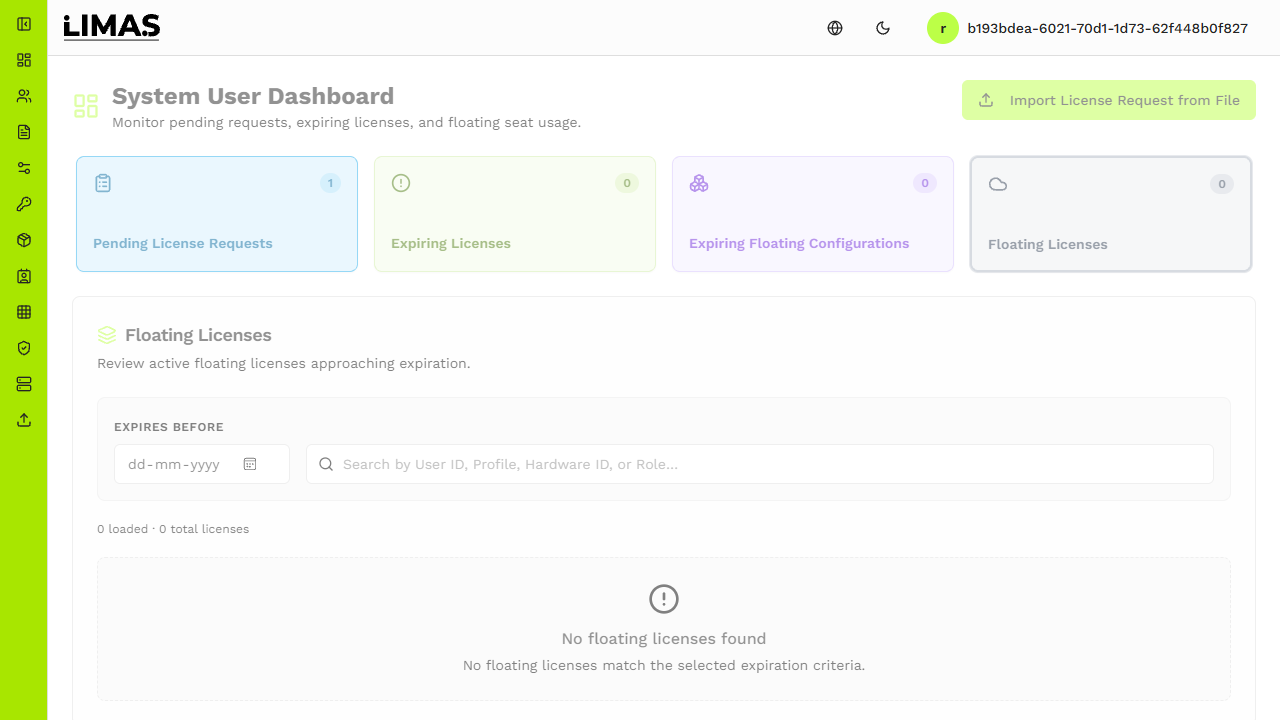 LIMAS
r
b193bdea-6021-70d1-1d73-62f448b0f827
System User Dashboard
Monitor pending requests, expiring licenses, and floating seat usage.
Import License Request from File
1
Pending License Requests
0
Expiring Licenses
0
Expiring Floating Configurations
0
Floating Licenses
Floating Licenses
Review active floating licenses approaching expiration.
EXPIRES BEFORE
dd-mm-yyyy
Search by User ID, Profile, Hardware ID, or Role...
0 loaded · 0 total licenses
No floating licenses found
No floating licenses match the selected expiration criteria.